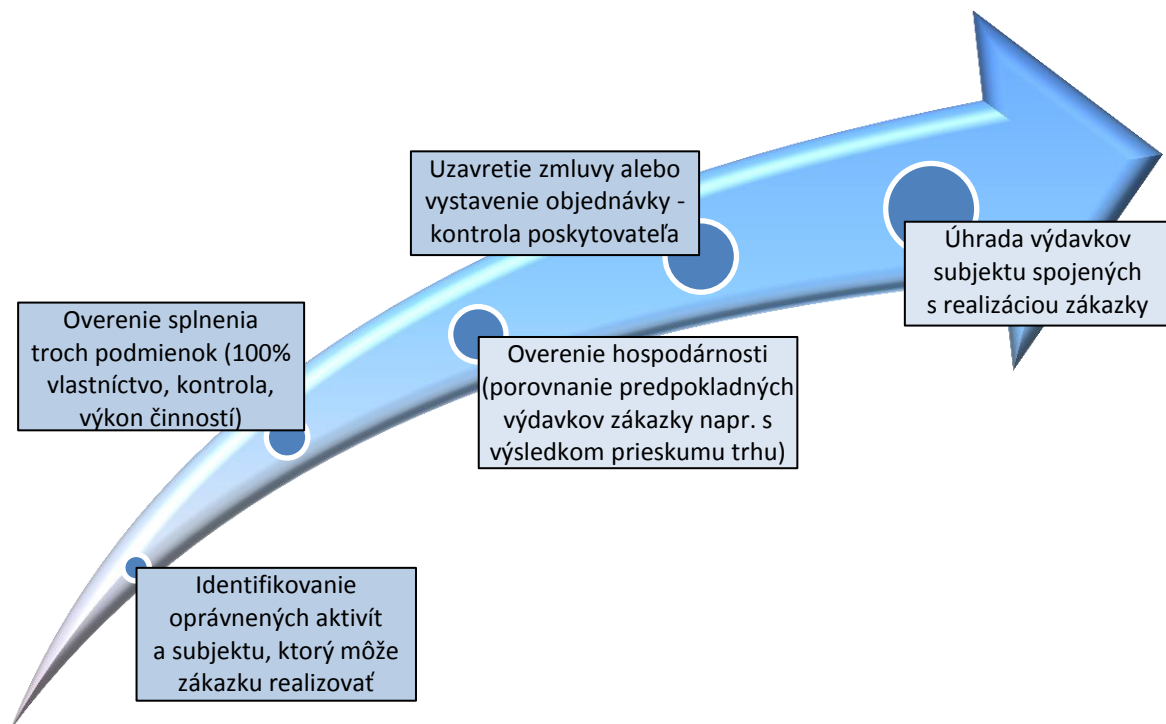 Uzavretie zmluvy alebo
vystavenie objednávky -
kontrola poskytovateľa
Úhrada výdavkov
subjektu spojených
s realizáciou zákazky
Overenie splnenia
troch podmienok (100%
vlastníctvo, kontrola,
výkon činností)
Overenie hospodárnosti
(porovnanie predpokladných
výdavkov zákazky napr. s
výsledkom prieskumu trhu)
Identifikovanie
oprávnených aktivít
a subjektu, ktorý môže
zákazku realizovať